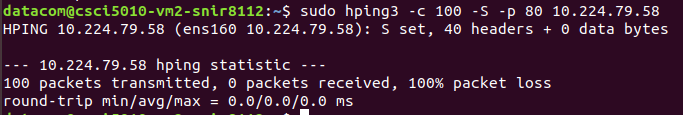 datacom@csci5010-vm2-snir8112:~$ sudo hping3 -c 100 -S -p 80 10.224.79.58
HPING 10.224.79.58 (ens160 10.224.79.58): S set, 40 headers + 0 data bytes
--- 10.224.79.58 hping statistic ---
100 packets transmitted, 0 packets received, 100% packet loss
round-trip min/avg/max = 0.0/0.0/0.0 ms